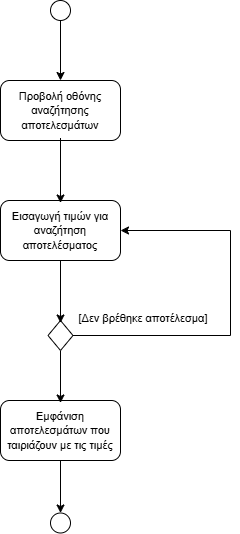 Προβολή οθόνης
αναζήτησης
αποτελεσμάτων
Εισαγωγή τιμών για
αναζήτηση
αποτελέσματος
[Δεν βρέθηκε αποτέλεσμα]
Εμφάνιση
αποτελεσμάτων που
ταιριάζουν με τις τιμές